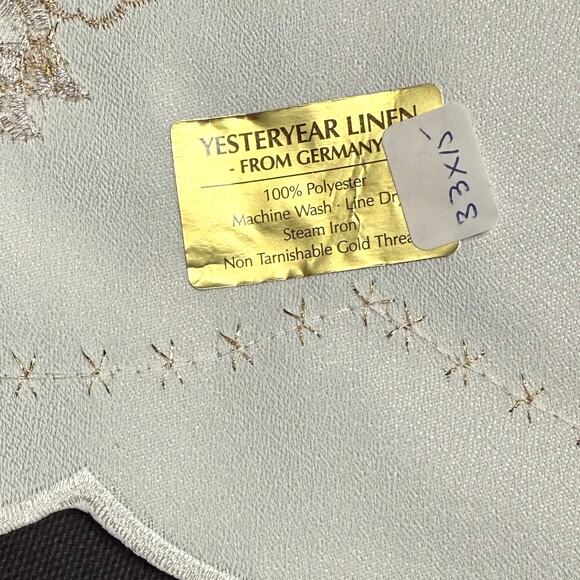 YESTERYEAR LINEN
- FROM GERMANY
100% Polyester
Machine Wash · Line Dry
Steam Iron
Non Tarnishable Gold Threa
33X15